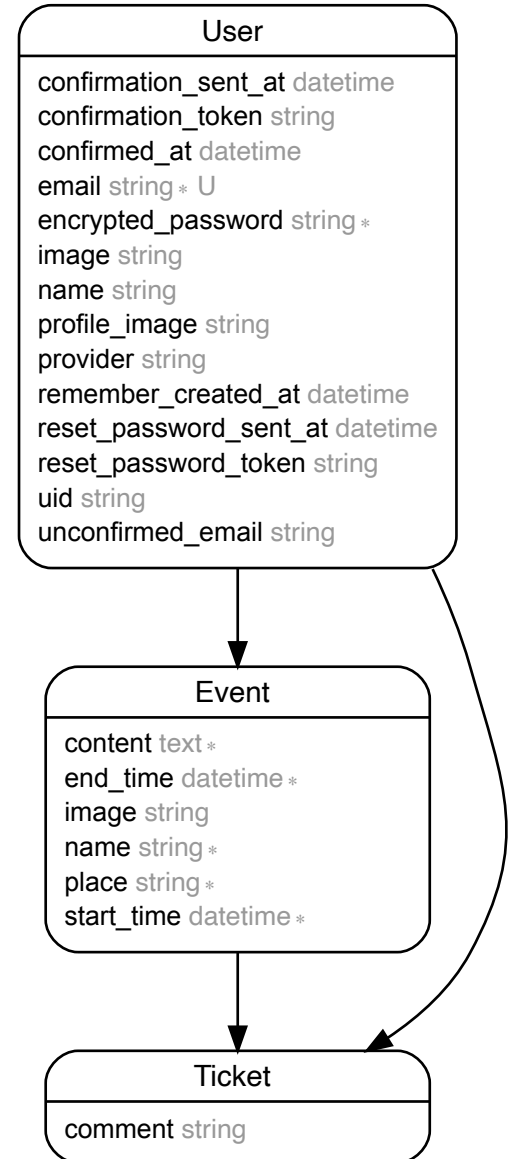 User
confirmation_sent_at datetime
confirmation_token string
confirmed_at datetime
email string ∗ U
encrypted_password string ∗
image string
name string
profile_image string
provider string
remember_created_at datetime
reset_password_sent_at datetime
reset_password_token string
uid string
unconfirmed_email string
Event
content text ∗
end_time datetime ∗
image string
name string ∗
place string ∗
start_time datetime ∗
Ticket
comment string